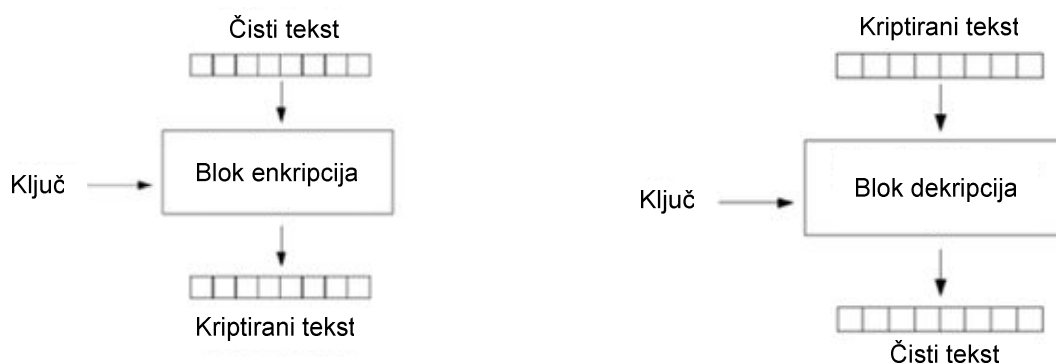 Čisti tekst
Ključ
Blok enkripcija
Kriptirani tekst
Kriptirani tekst
Ključ
Blok dekripcija
Čisti tekst